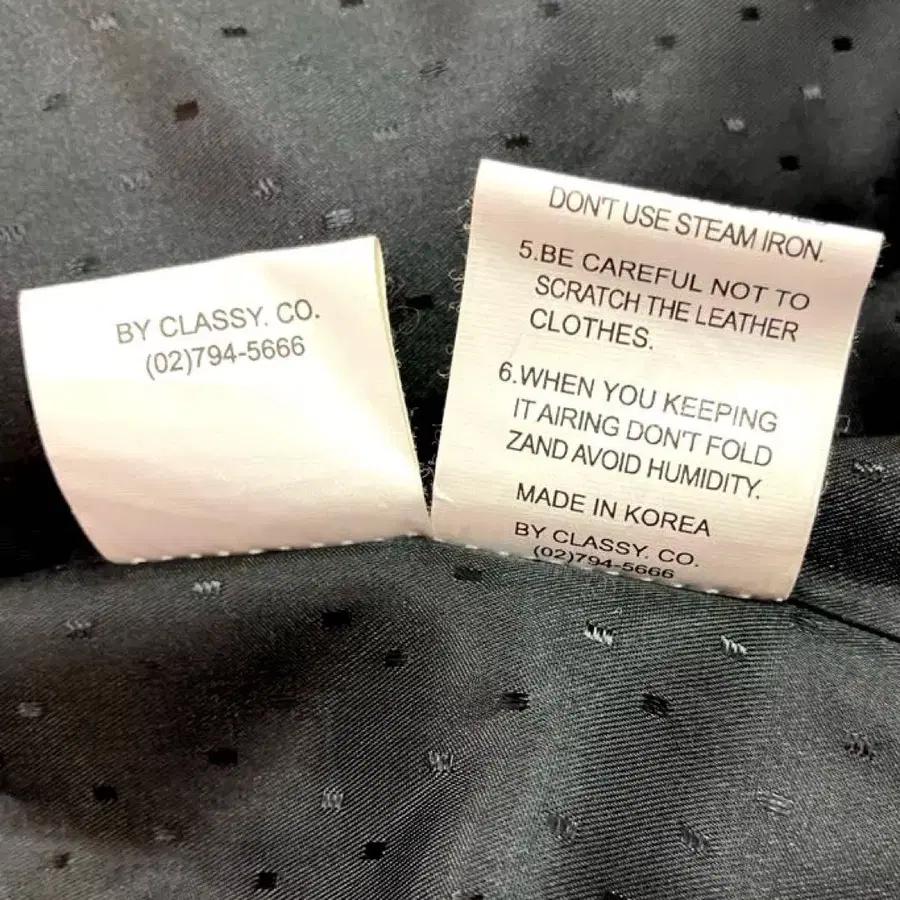 BY CLASSY. CO.
(02)794-5666
DON'T USE STEAM IRON.
5.BE CAREFUL NOT TO
SCRATCH THE LEATHER
CLOTHES.
6.WHEN YOU KEEPING
IT AIRING DON'T FOLD
ZAND AVOID HUMIDITY.
MADE IN KOREA
BY CLASSY. CO.
(02)794-5666